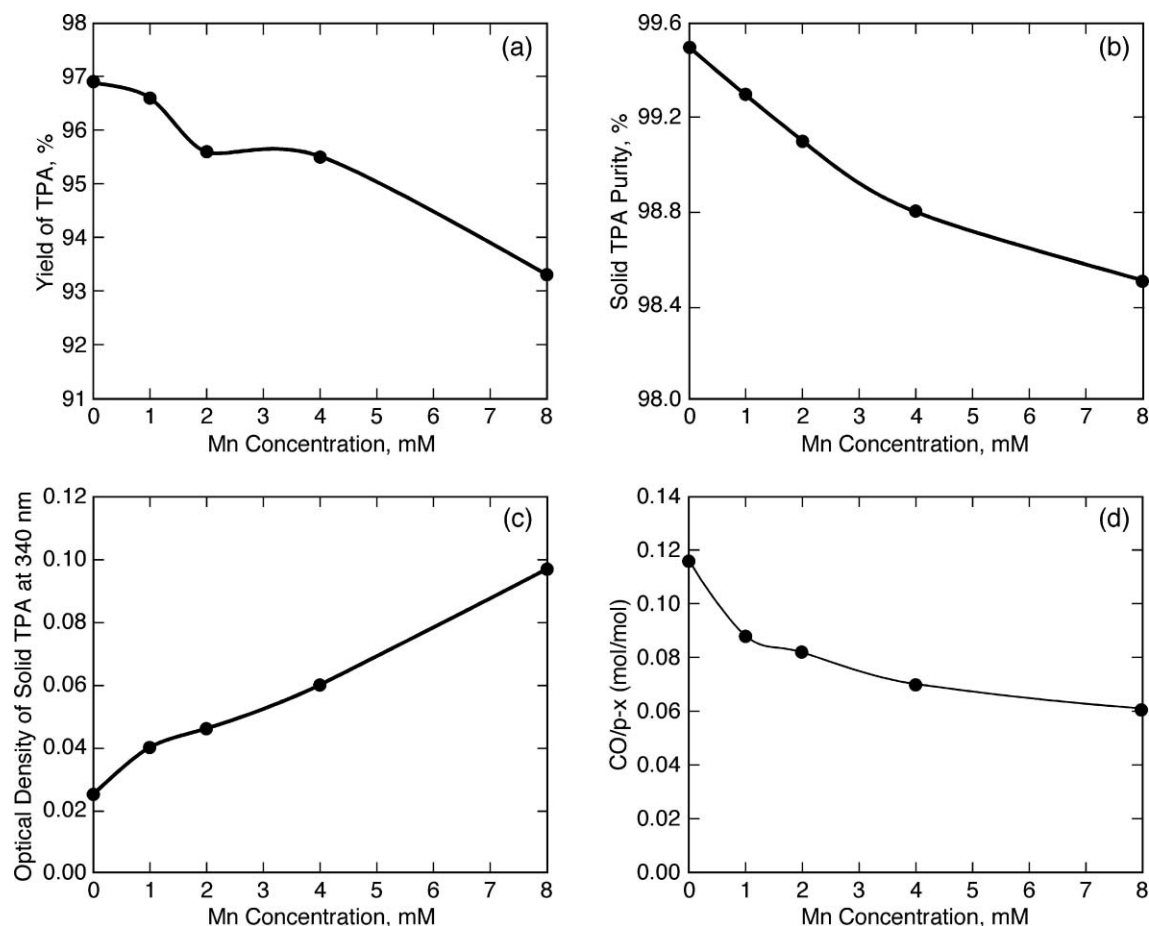 (a)
Yield of TPA, %
98
97
96
95
94
93
92
91
0 1 2 3 4 5 6 7 8
Mn Concentration, mM
(b)
Solid TPA Purity, %
99.6
99.2
98.8
98.4
98.0
0 1 2 3 4 5 6 7 8
Mn Concentration, mM
(c)
Optical Density of Solid TPA at 340 nm
0.12
0.10
0.08
0.06
0.04
0.02
0.00
0 1 2 3 4 5 6 7 8
Mn Concentration, mM
(d)
CO/p-x (mol/mol)
0.14
0.12
0.10
0.08
0.06
0.04
0.02
0.00
0 1 2 3 4 5 6 7 8
Mn Concentration, mM